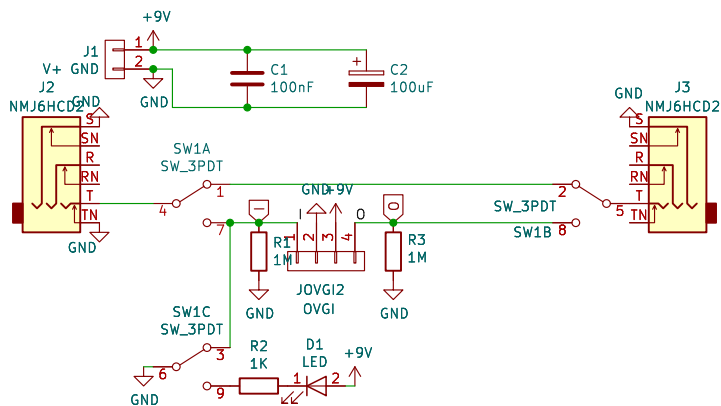 +9V
J1
1
2
V+ GND
GND
C1
100nF
+
C2
100uF
J2
NMJ6HCD2
GND
S
SN
R
RN
T
TN
GND
J3
NMJ6HCD2
GND
S
SN
R
RN
T
TN
SW1A
SW_3PDT
4
1
7
2
5
8
SW_3PDT
SW1B
I
I
GND
+9V
O
O
1
2
3
4
R1
1M
R3
1M
GND
GND
JOVGI2
OVGI
SW1C
SW_3PDT
6
3
9
GND
R2
1K
D1
LED
1
2
+9V